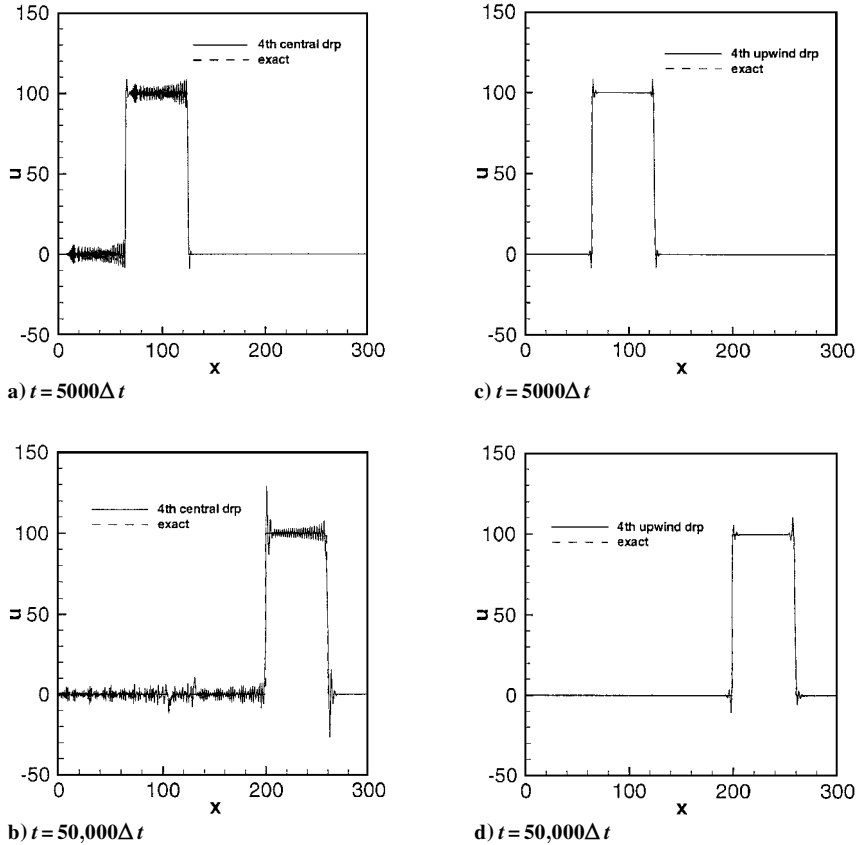 150
100
50
0
-50
u
4th central drp
exact
0
100
200
300
x
a) t = 5000Δt
150
100
50
0
-50
u
4th upwind drp
exact
0
100
200
300
x
c) t = 5000Δt
150
100
50
0
-50
u
4th central drp
exact
0
100
200
300
x
b) t = 50,000Δt
150
100
50
0
-50
u
4th upwind drp
exact
0
100
200
300
x
d) t = 50,000Δt